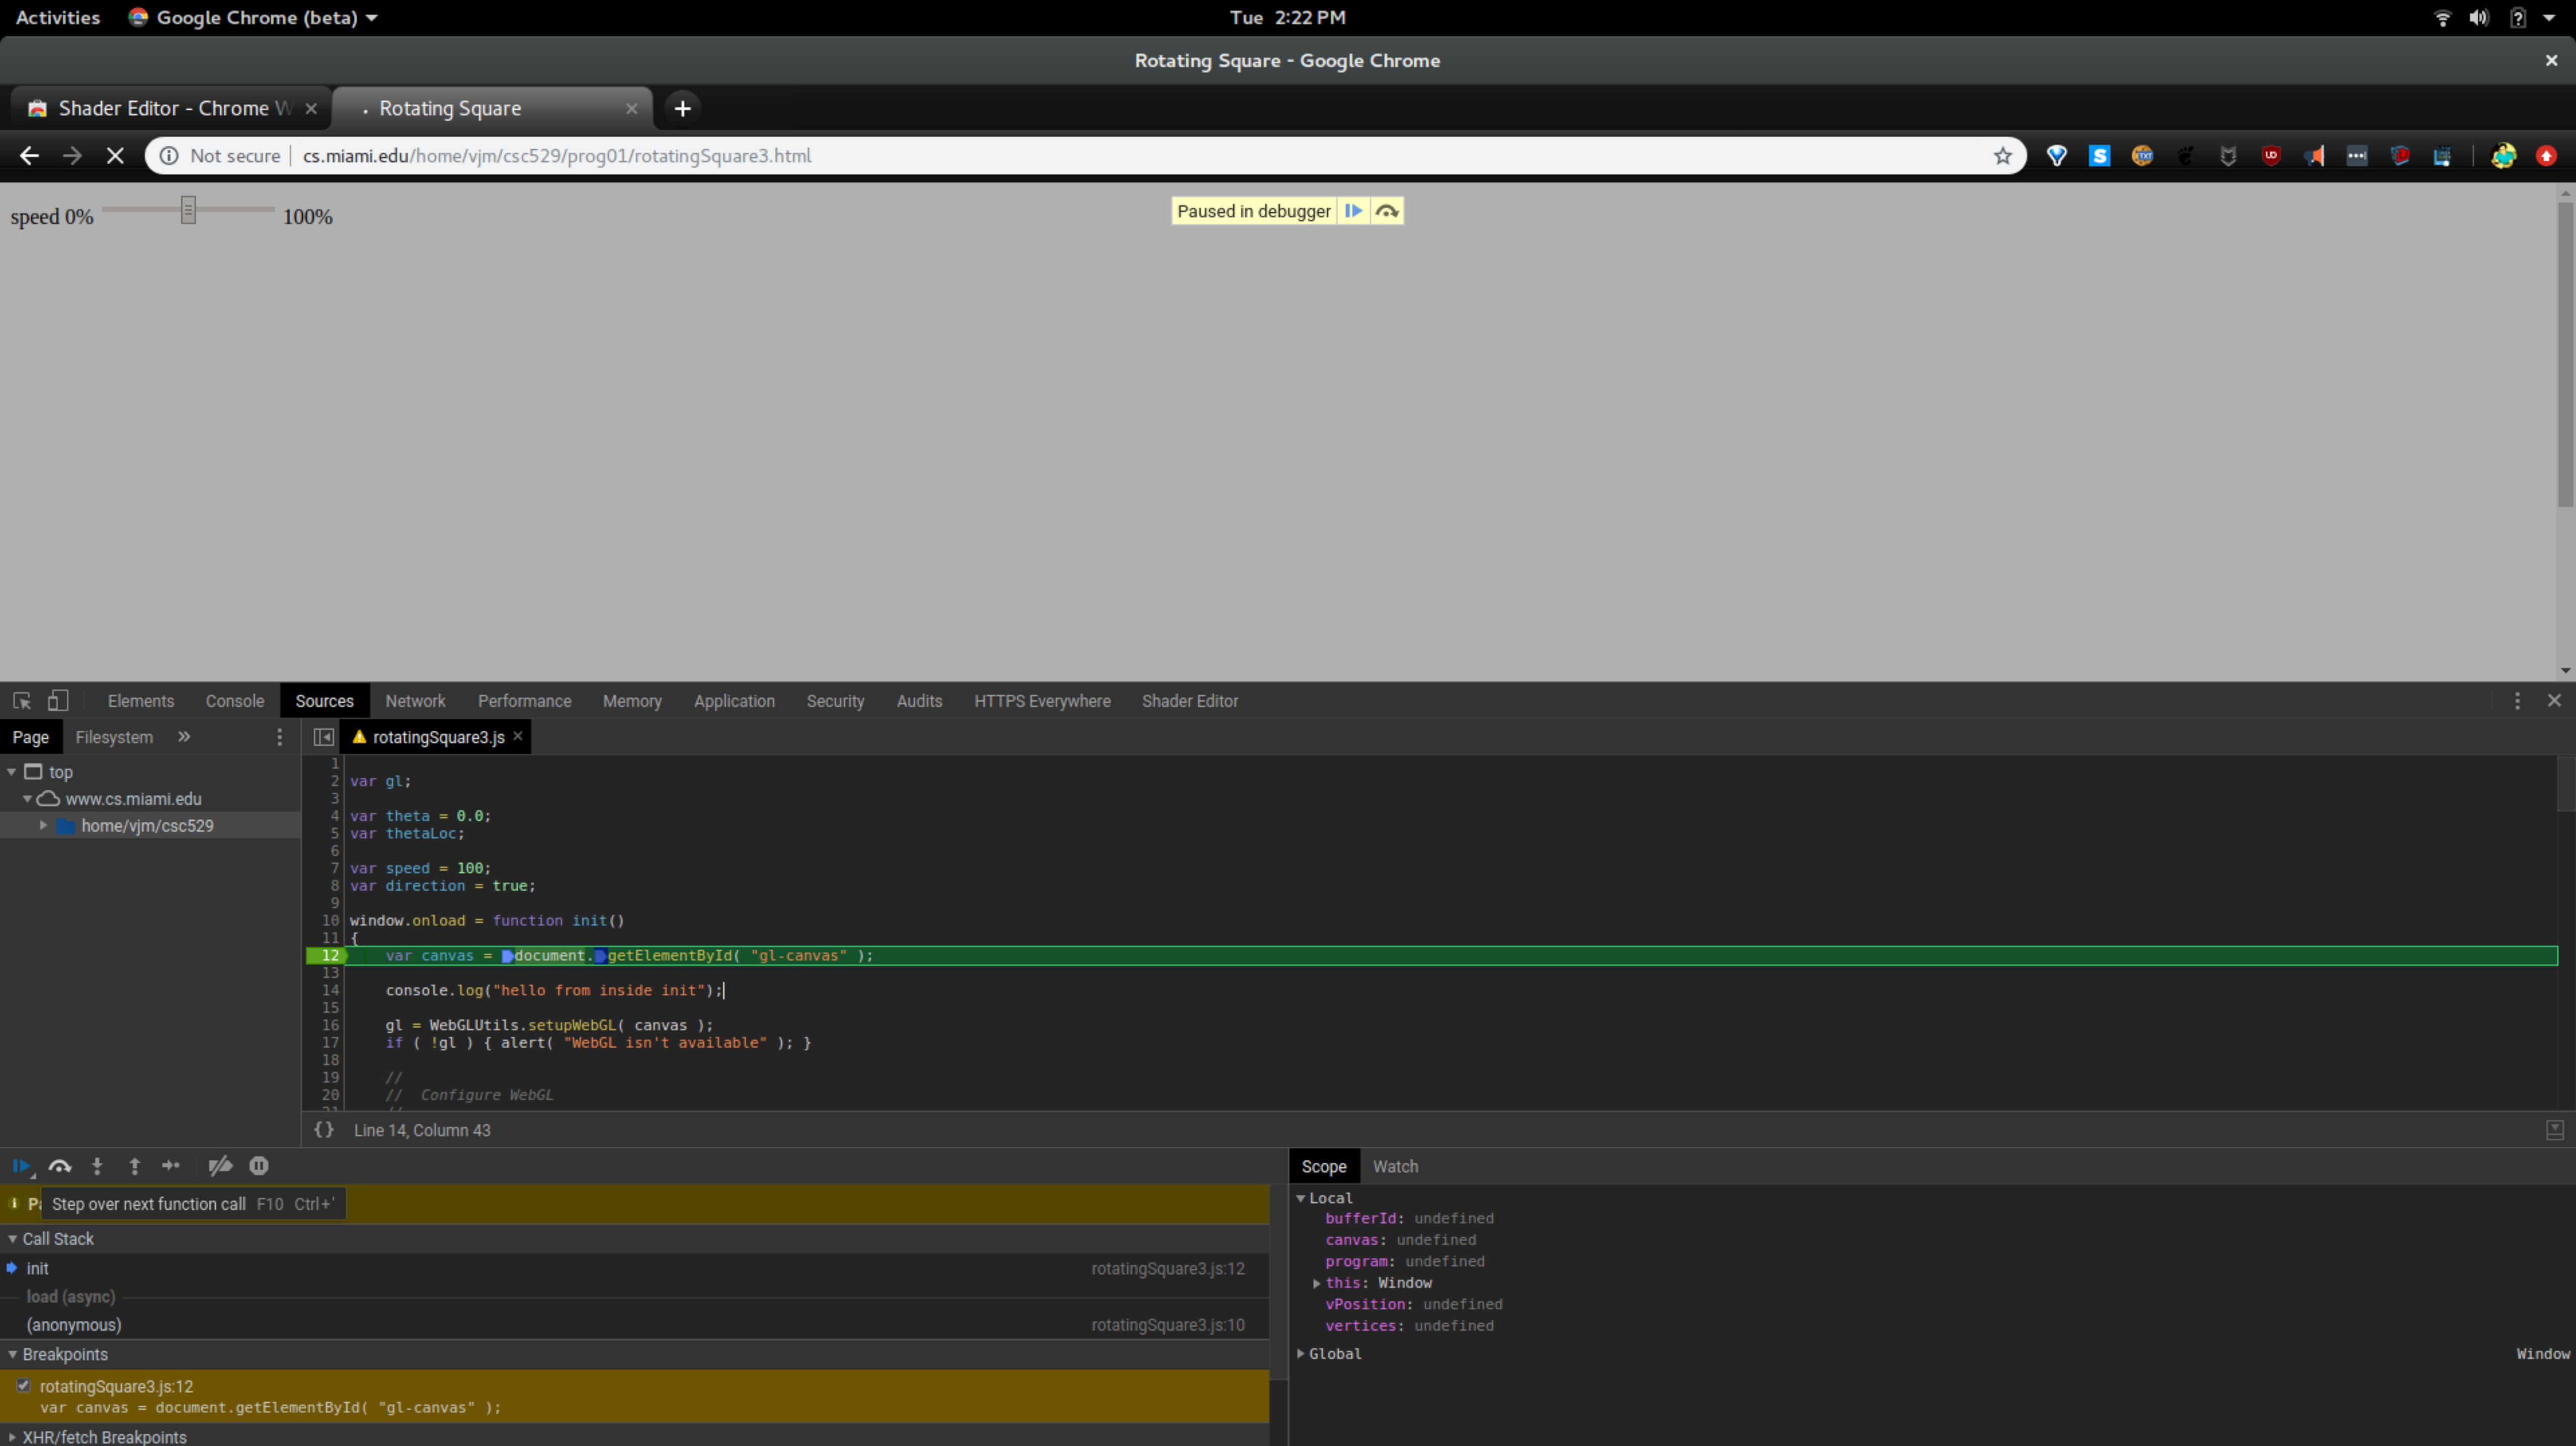 Activities Google Chrome (beta) Tue 2:22 PM
Rotating Square - Google Chrome
Shader Editor - Chrome W Rotating Square
Not secure cs.miami.edu/home/vjm/csc529/prog01/rotatingSquare3.html
speed 0% 100%
Paused in debugger
Elements Console Sources Network Performance Memory Application Security Audits HTTPS Everywhere Shader Editor
Page Filesystem » rotatingSquare3.js
top
www.cs.miami.edu
home/vjm/csc529
1
2 var gl;
3
4 var theta = 0.0;
5 var thetaLoc;
6
7 var speed = 100;
8 var direction = true;
9
10 window.onload = function init()
11 {
12 var canvas = document.getElementById( "gl-canvas" );
13
14 console.log("hello from inside init");
15
16 gl = WebGLUtils.setupWebGL( canvas );
17 if ( !gl ) { alert( "WebGL isn't available" ); }
18
19 //
20 // Configure WebGL
21 //
{} Line 14, Column 43
Step over next function call F10 Ctrl+'
Call Stack
init rotatingSquare3.js:12
load (async)
(anonymous) rotatingSquare3.js:10
Breakpoints
rotatingSquare3.js:12
var canvas = document.getElementById( "gl-canvas" );
XHR/fetch Breakpoints
Scope Watch
Local
bufferId: undefined
canvas: undefined
program: undefined
this: Window
vPosition: undefined
vertices: undefined
Global Window